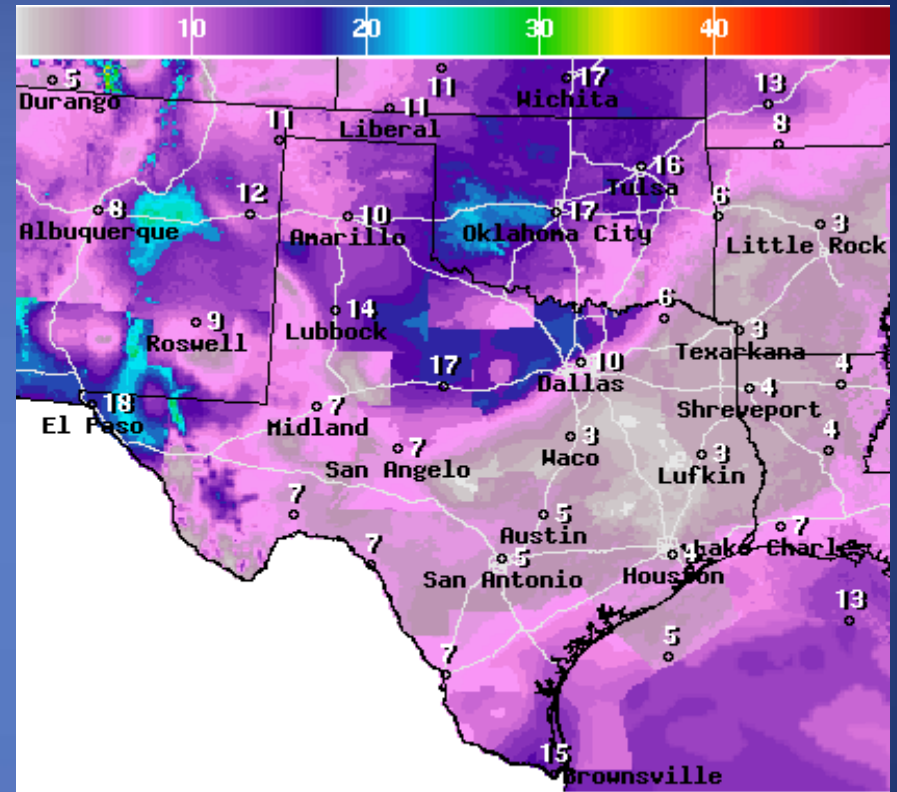 10 20 30 40
5 11 17 13
Durango Wichita
11 11 8
Liberal
16
Tulsa
8 12 10 17 6 3
Albuquerque Amarillo Oklahoma City Little Rock
9 14 6 3
Roswell Lubbock Texarkana
17 10 4 4
Dallas
18 7 Shreveport
El Paso Midland
7 3 3 4
San Angelo Waco Lufkin
7 5 7
Austin
7 5 4 Lake Charles
San Antonio Houston
13
7 5
15
Brownsville